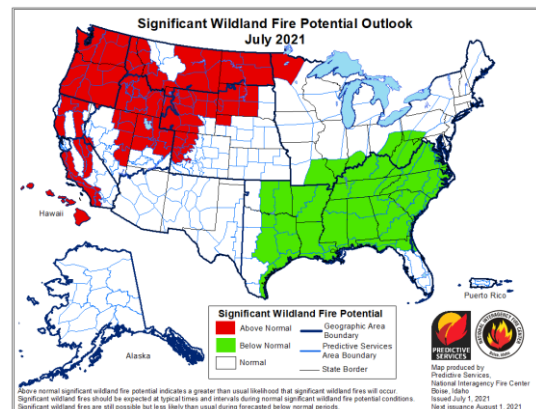 Significant Wildland Fire Potential Outlook
July 2021
Hawaii
Alaska
Puerto Rico
Significant Wildland Fire Potential
Above Normal
Below Normal
Normal
Geographic Area
Boundary
Predictive Services
Area Boundary
State Border
PREDICTIVE
SERVICES
NATIONAL INTERAGENCY FIRE CENTER
Map produced by
Predictive Services,
National Interagency Fire Center
Boise, Idaho
Issued July 1, 2021
Next issuance August 1, 2021
Above normal significant wildland fire potential indicates a greater than usual likelihood that significant wildland fires will occur.
Significant wildland fires should be expected at typical times and intervals during normal significant wildland fire potential conditions.
Significant wildland fires are still possible but less likely than usual during forecasted below normal periods.